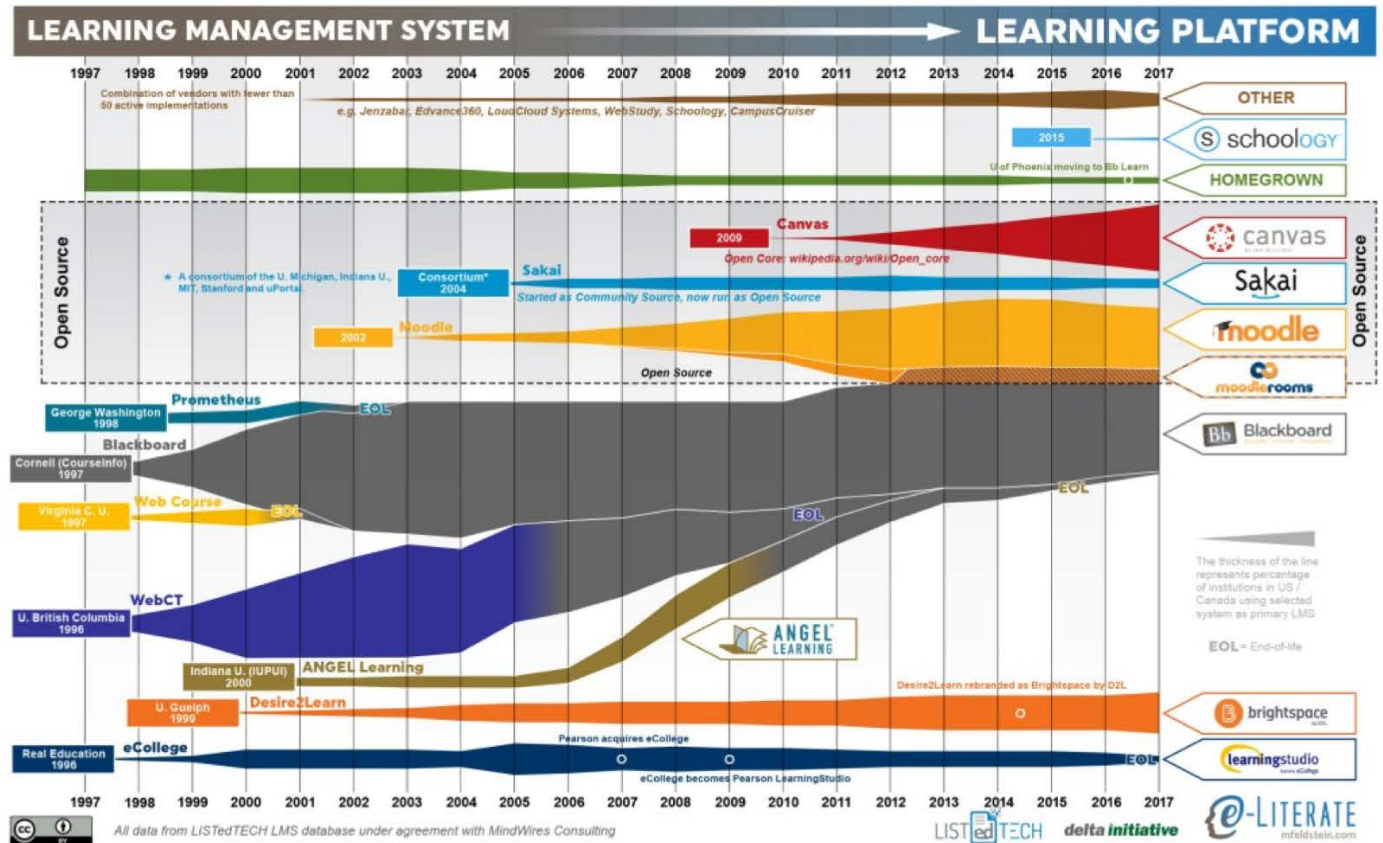 LEARNING MANAGEMENT SYSTEM
LEARNING PLATFORM
1997 1998 1999 2000 2001 2002 2003 2004 2005 2006 2007 2008 2009 2010 2011 2012 2013 2014 2015 2016 2017
Combination of vendors with fewer than
50 active implementations
e.g. Jenzabar, Edvance360, LoudCloud Systems, WebStudy, Schoology, CampusCruiser
OTHER
2015
S schoology
U of Phoenix moving to Bb Learn
HOMEGROWN
Open Source
Canvas
2009
Open Core: wikipedia.org/wiki/Open_core
canvas
Open Source
* A consortium of the U. Michigan, Indiana U.,
MIT, Stanford and uPortal.
Consortium*
2004
Sakai
Started as Community Source, now run as Open Source
Sakai
2002
Moodle
moodle
Open Source
moodlerooms
George Washington
1998
Prometheus
EOL
Blackboard
Cornell (CourseInfo)
1997
Bb Blackboard
Virginia C. U.
1997
Web Course
EOL
EOL
EOL
The thickness of the line
represents percentage
of institutions in US /
Canada using selected
system as primary LMS
EOL = End-of-life
WebCT
U. British Columbia
1996
ANGEL
LEARNING
Indiana U. (IUPUI)
2000
ANGEL Learning
U. Guelph
1999
Desire2Learn
Desire2Learn rebranded as Brightspace by D2L
brightspace
Real Education
1996
eCollege
Pearson acquires eCollege
eCollege becomes Pearson LearningStudio
EOL
learningstudio
1997 1998 1999 2000 2001 2002 2003 2004 2005 2006 2007 2008 2009 2010 2011 2012 2013 2014 2015 2016 2017
cc BY
All data from LISTedTECH LMS database under agreement with MindWires Consulting
LISTedTECH
delta initiative
e-LITERATE
mfeldstein.com